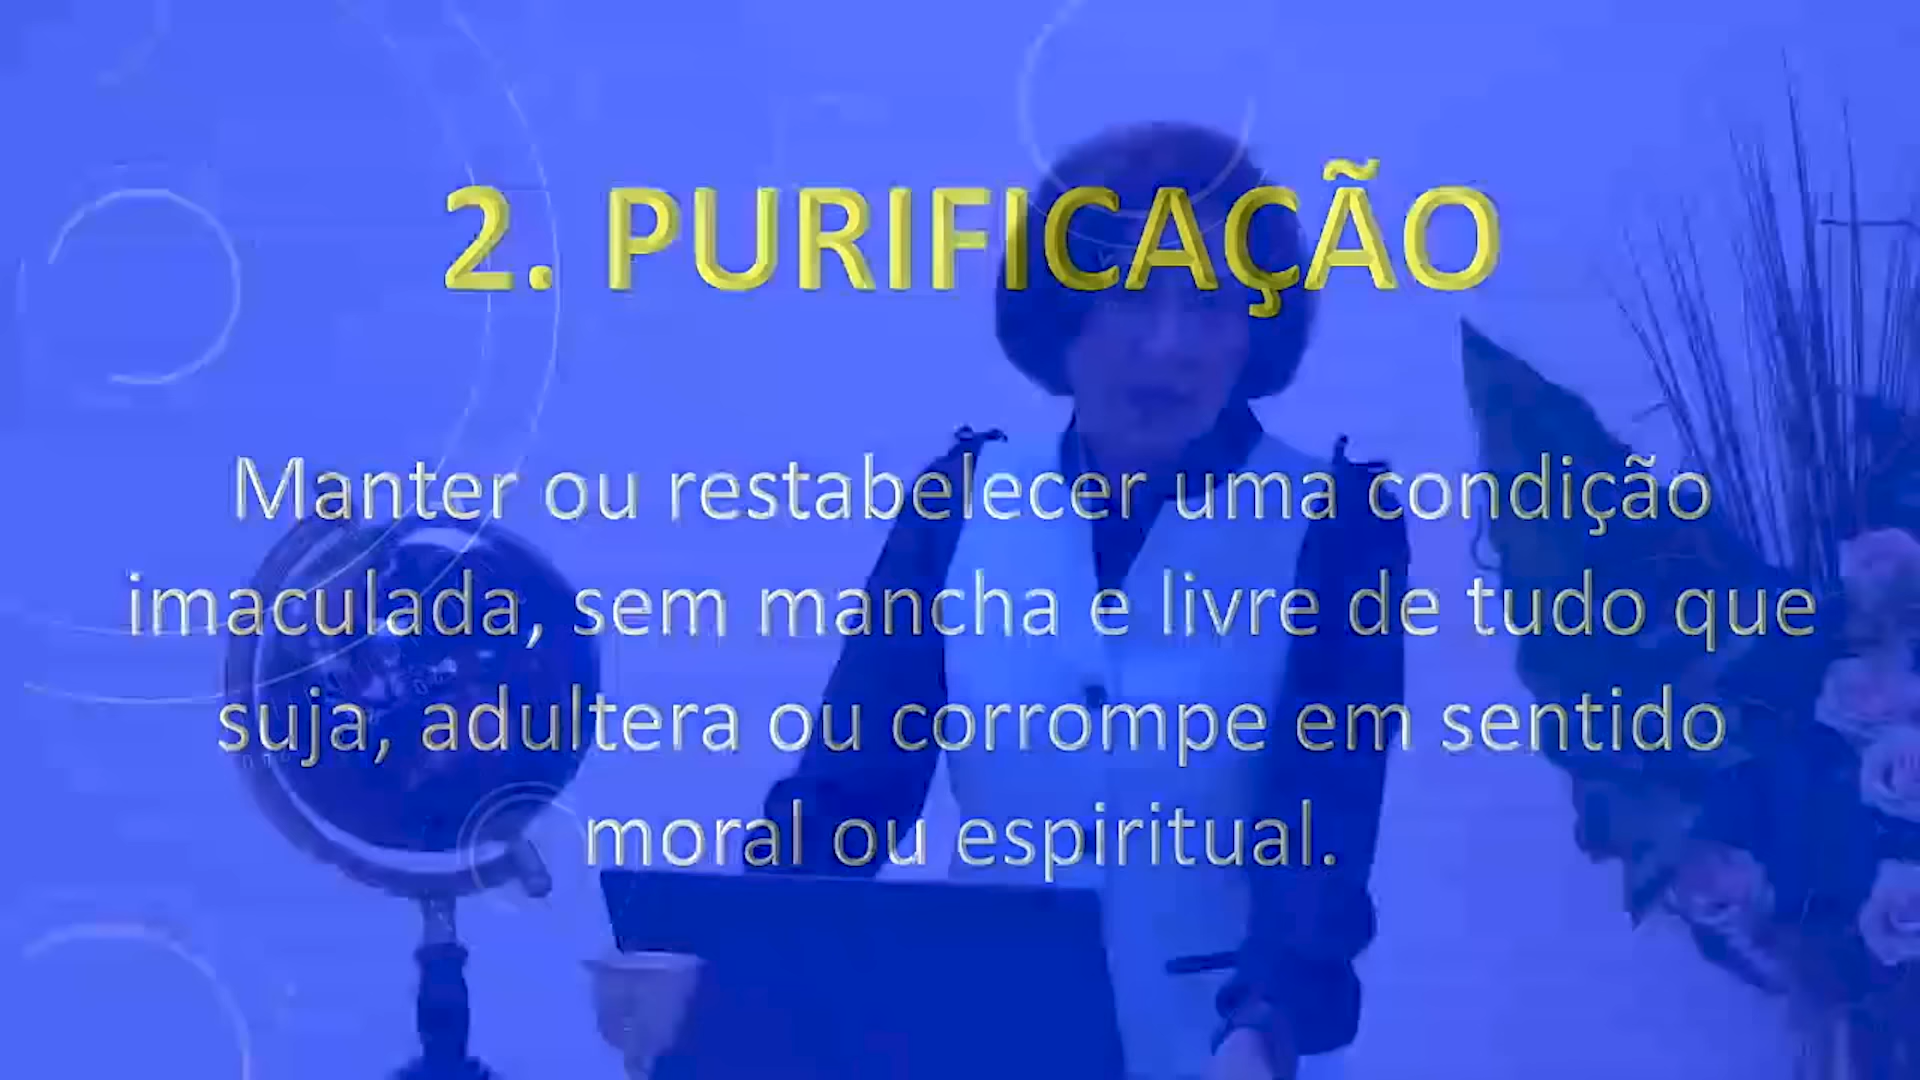 2. PURIFICAÇÃO
Manter ou restabelecer uma condição
imaculada, sem mancha e livre de tudo que
suja, adultera ou corrompe em sentido
moral ou espiritual.